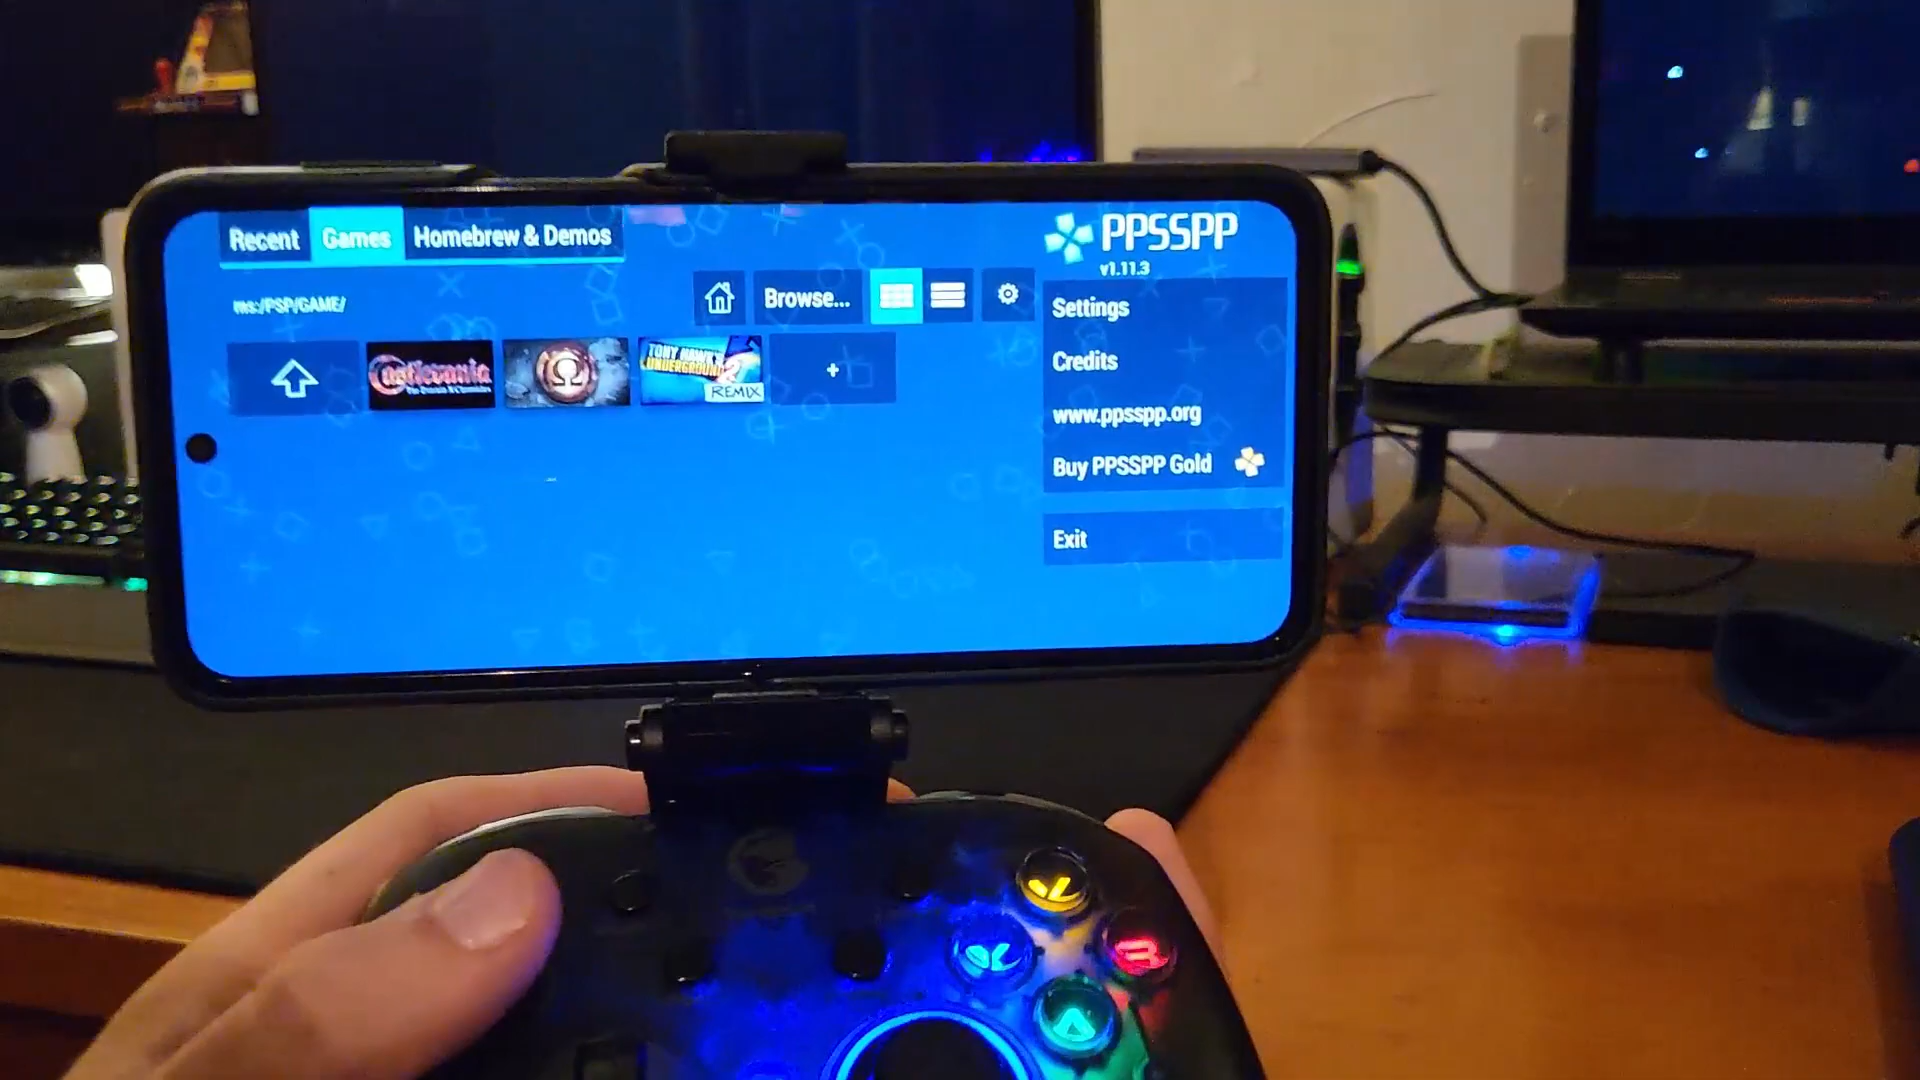 Recent Games Homebrew & Demos
PPSSPP
v1.11.3
ms:/PSP/GAME/
Browse...
Settings
Castlevania
TONY HAWK'S
UNDERGROUND 2
REMIX
+
Credits
www.ppsspp.org
Buy PPSSPP Gold
Exit
Y
X
B
A